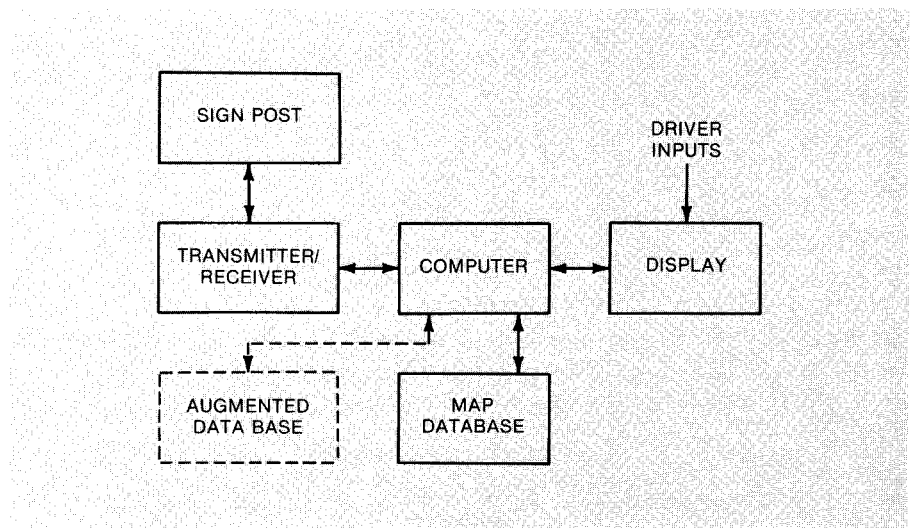 SIGN POST
DRIVER
INPUTS
TRANSMITTER/
RECEIVER
COMPUTER
DISPLAY
AUGMENTED
DATA BASE
MAP
DATABASE